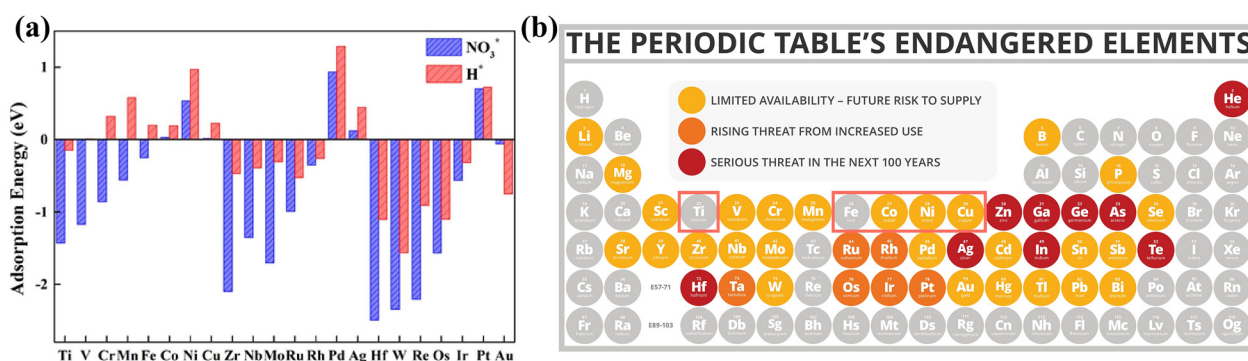 (a)
NO3*
H*
Adsorption Energy (eV)
1
0
-1
-2
Ti V Cr Mn Fe Co Ni Cu Zr Nb Mo Ru Rh Pd Ag Hf W Re Os Ir Pt Au
(b)
THE PERIODIC TABLE'S ENDANGERED ELEMENTS
LIMITED AVAILABILITY – FUTURE RISK TO SUPPLY
RISING THREAT FROM INCREASED USE
SERIOUS THREAT IN THE NEXT 100 YEARS
H He
Li Be B C N O F Ne
Na Mg Al Si P S Cl Ar
K Ca Sc Ti V Cr Mn Fe Co Ni Cu Zn Ga Ge As Se Br Kr
Rb Sr Y Zr Nb Mo Tc Ru Rh Pd Ag Cd In Sn Sb Te I Xe
Cs Ba E57-71 Hf Ta W Re Os Ir Pt Au Hg Tl Pb Bi Po At Rn
Fr Ra E89-103 Rf Db Sg Bh Hs Mt Ds Rg Cn Nh Fl Mc Lv Ts Og